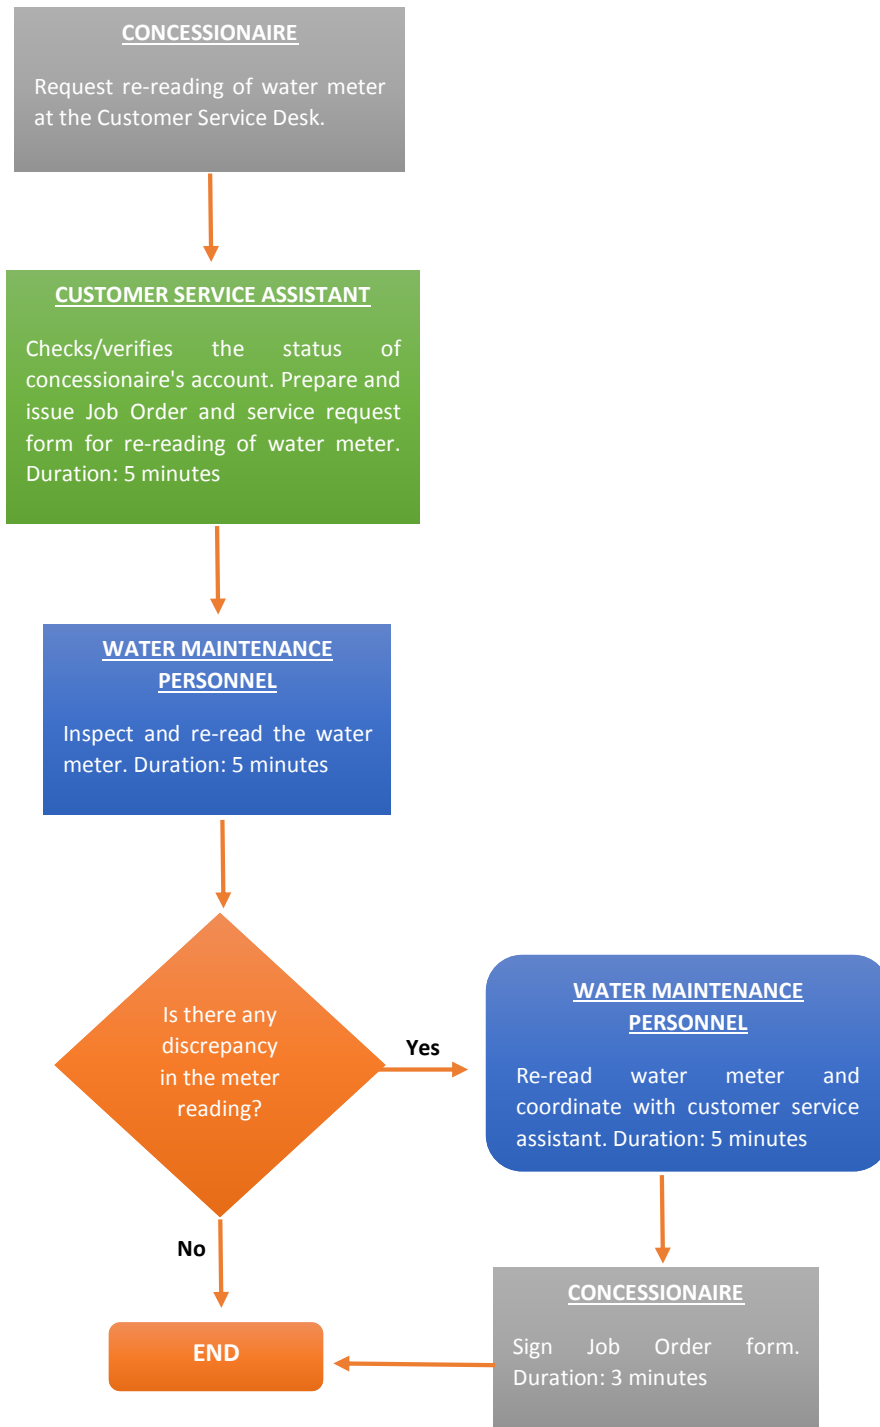 CONCESSIONAIRE
Request re-reading of water meter
at the Customer Service Desk.
CUSTOMER SERVICE ASSISTANT
Checks/verifies the status of
concessionaire's account. Prepare and
issue Job Order and service request
form for re-reading of water meter.
Duration: 5 minutes
WATER MAINTENANCE
PERSONNEL
Inspect and re-read the water
meter. Duration: 5 minutes
Is there any
discrepancy
in the meter
reading?
Yes
WATER MAINTENANCE
PERSONNEL
Re-read water meter and
coordinate with customer service
assistant. Duration: 5 minutes
No
CONCESSIONAIRE
Sign Job Order form.
Duration: 3 minutes
END